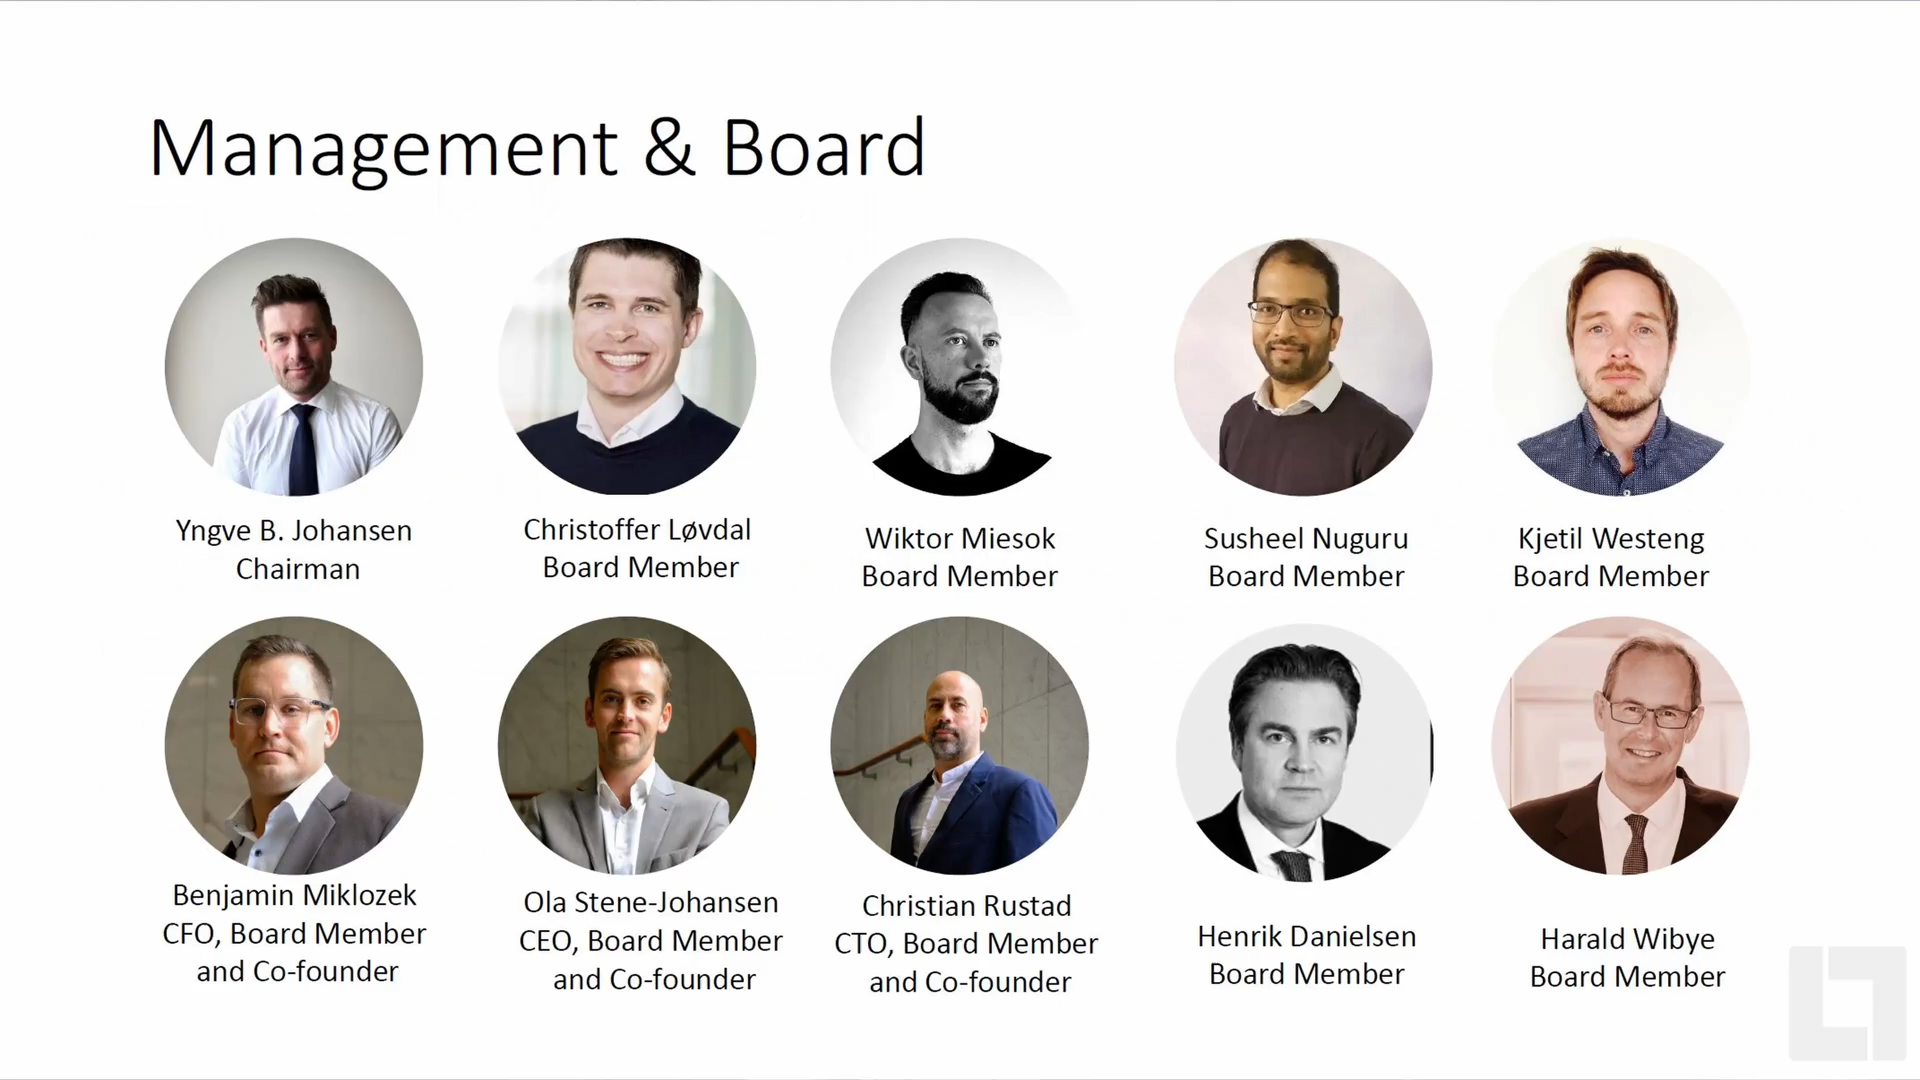 Management & Board
Yngve B. Johansen
Chairman
Christoffer Løvdal
Board Member
Wiktor Miesok
Board Member
Susheel Nuguru
Board Member
Kjetil Westeng
Board Member
Benjamin Miklozek
CFO, Board Member
and Co-founder
Ola Stene-Johansen
CEO, Board Member
and Co-founder
Christian Rustad
CTO, Board Member
and Co-founder
Henrik Danielsen
Board Member
Harald Wibye
Board Member